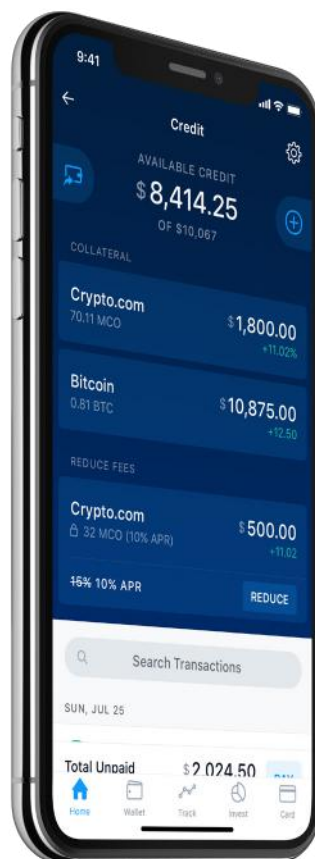 9:41
Credit
AVAILABLE CREDIT
$8,414.25
OF $10,067
COLLATERAL
Crypto.com $1,800.00
70.11 MCO +11.02%
Bitcoin $10,875.00
0.81 BTC +12.50
REDUCE FEES
Crypto.com $500.00
32 MCO (10% APR) +11.02
15% 10% APR REDUCE
Search Transactions
SUN, JUL 25
Total Unpaid $2,024.50 PAY
Home Wallet Track Invest Card